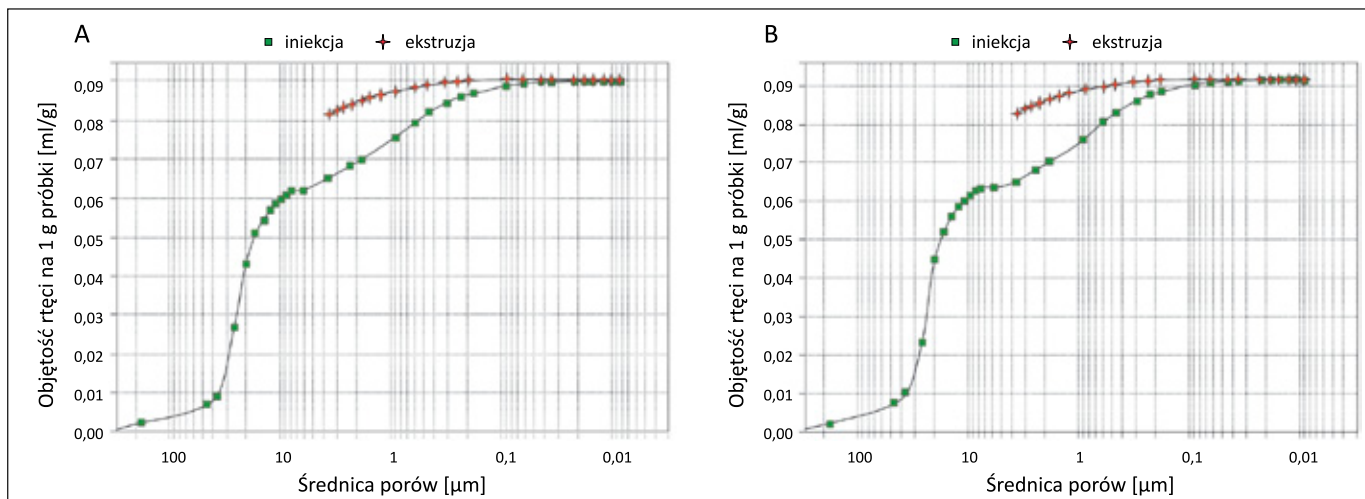 A
iniekcja ekstruzja
Objętość rtęci na 1 g próbki [ml/g]
0,09
0,08
0,07
0,06
0,05
0,04
0,03
0,02
0,01
0,00
100 10 1 0,1 0,01
Średnica porów [μm]
B
iniekcja ekstruzja
Objętość rtęci na 1 g próbki [ml/g]
0,09
0,08
0,07
0,06
0,05
0,04
0,03
0,02
0,01
0,00
100 10 1 0,1 0,01
Średnica porów [μm]